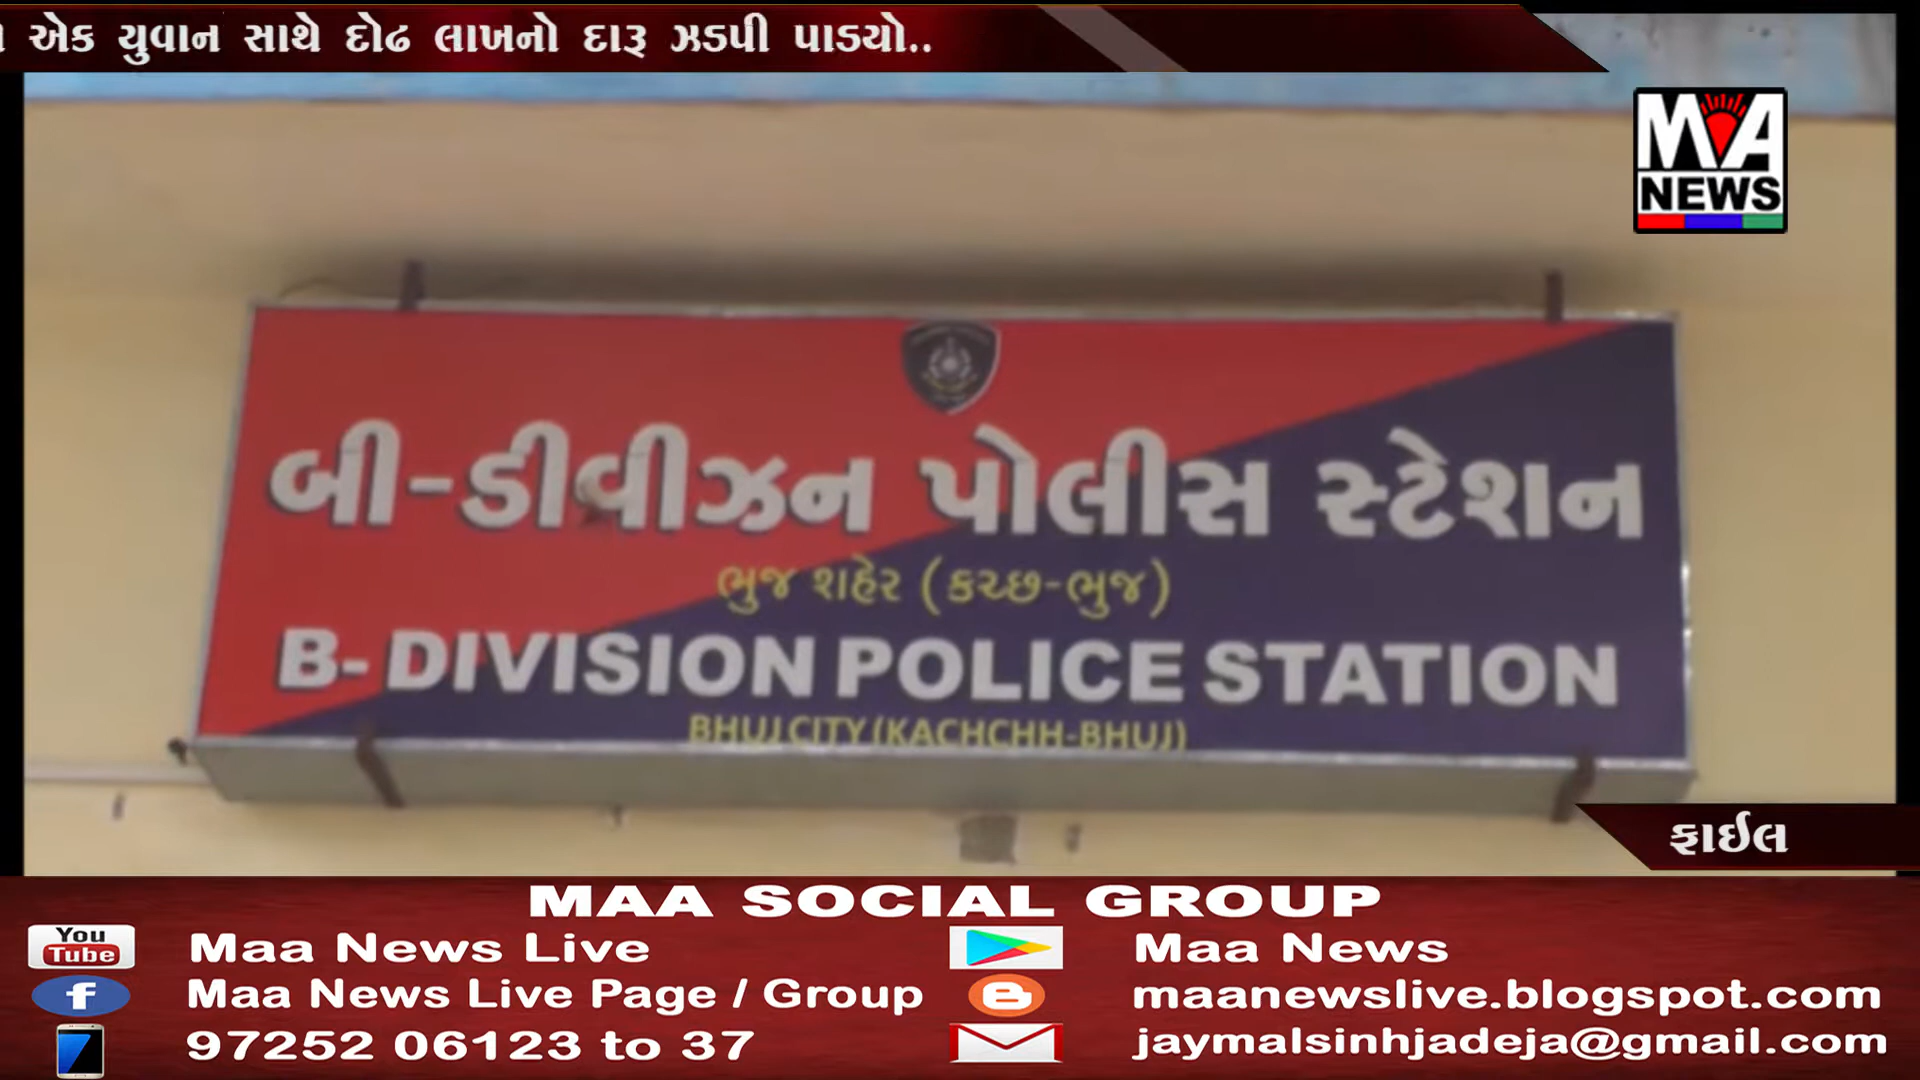 એક યુવાન સાથે દોઢ લાખનો દારૂ ઝડપી પાડયો..
MAA
NEWS
બી-ડીવીઝન પોલીસ સ્ટેશન
ભુજ શહેર (કચ્છ-ભુજ)
B- DIVISION POLICE STATION
BHUJ CITY (KACHCHH-BHUJ)
ફાઈલ
MAA SOCIAL GROUP
You Tube Maa News Live
Maa News
f Maa News Live Page / Group
maanewslive.blogspot.com
97252 06123 to 37
jaymalsinhjadeja@gmail.com